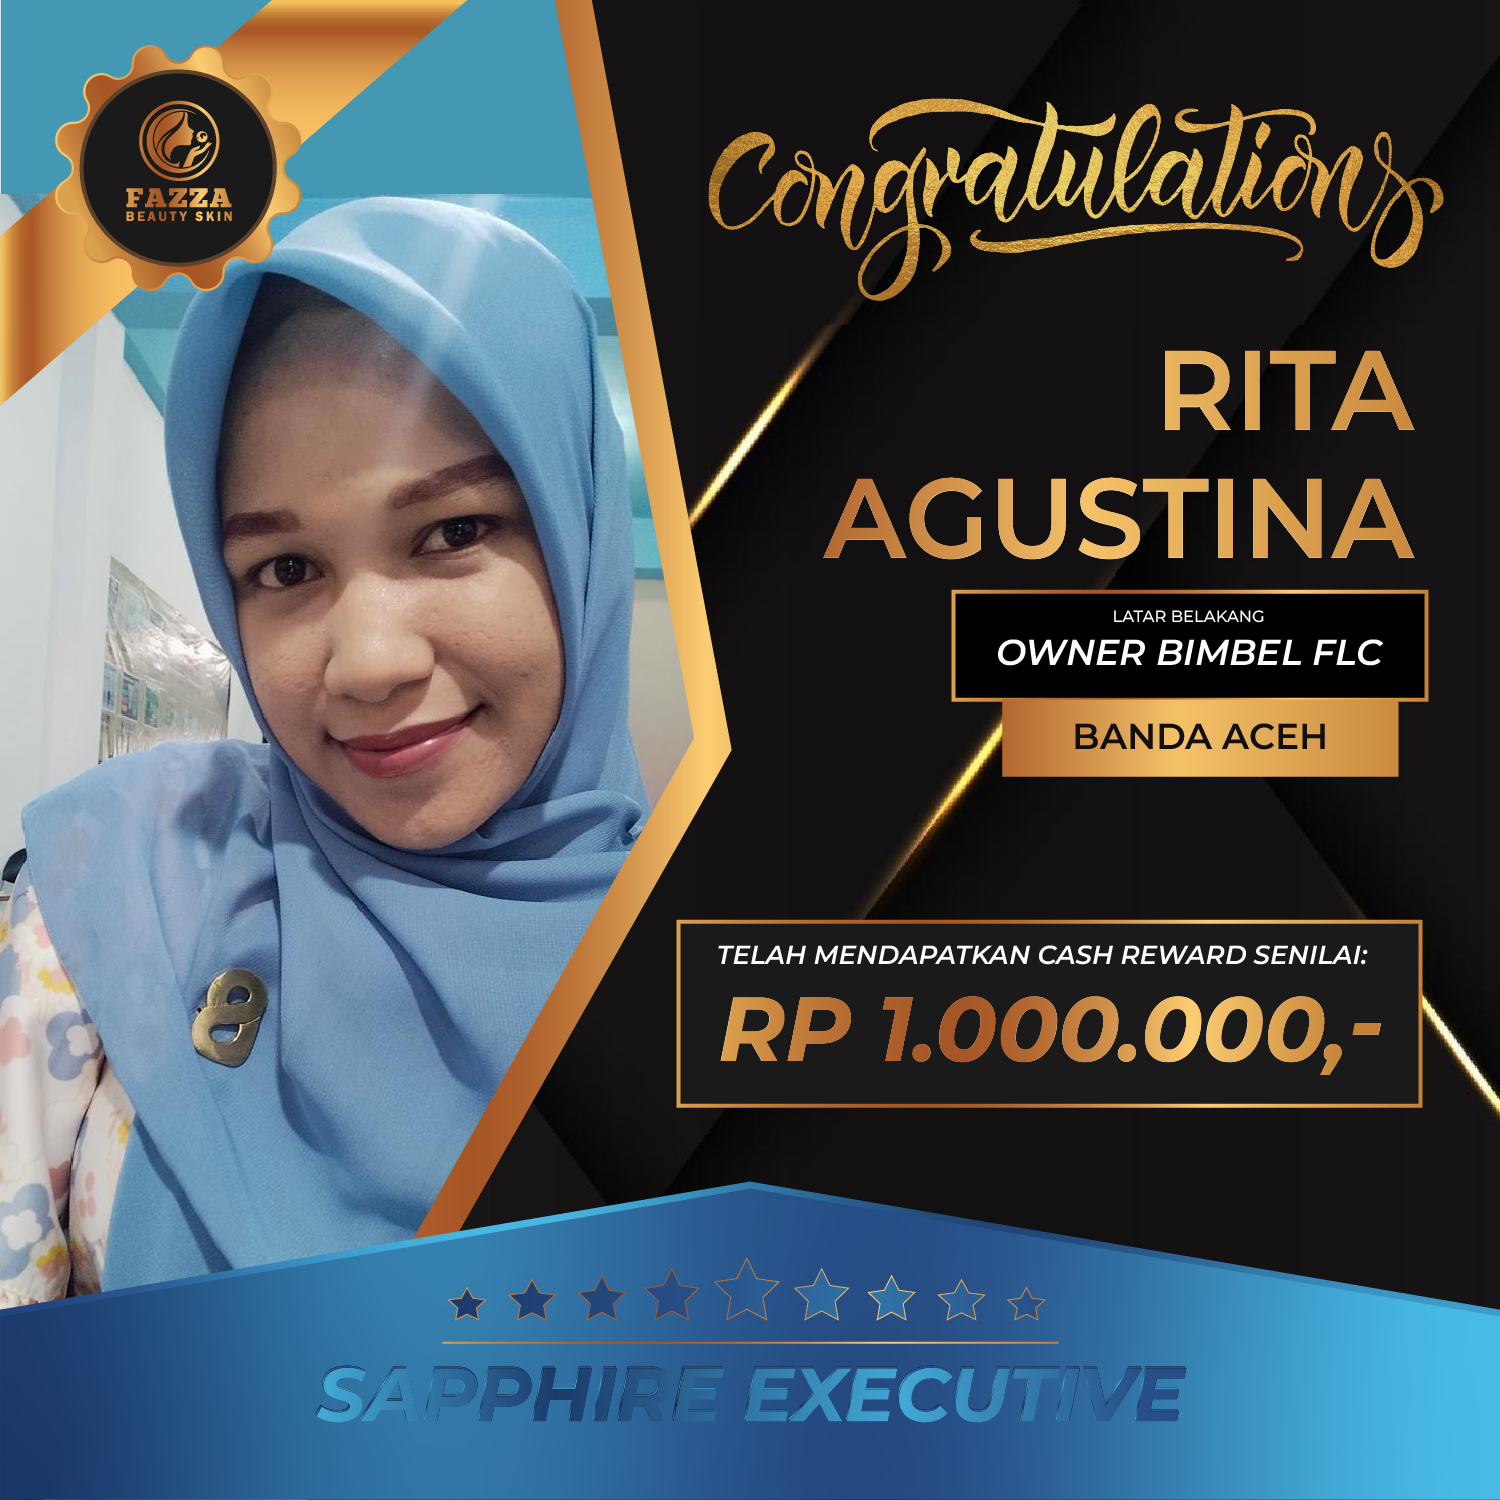 FAZZA
BEAUTY SKIN
Congratulations
RITA
AGUSTINA
LATAR BELAKANG
OWNER BIMBEL FLC
BANDA ACEH
TELAH MENDAPATKAN CASH REWARD SENILAI:
RP 1.000.000,-
SAPPHIRE EXECUTIVE